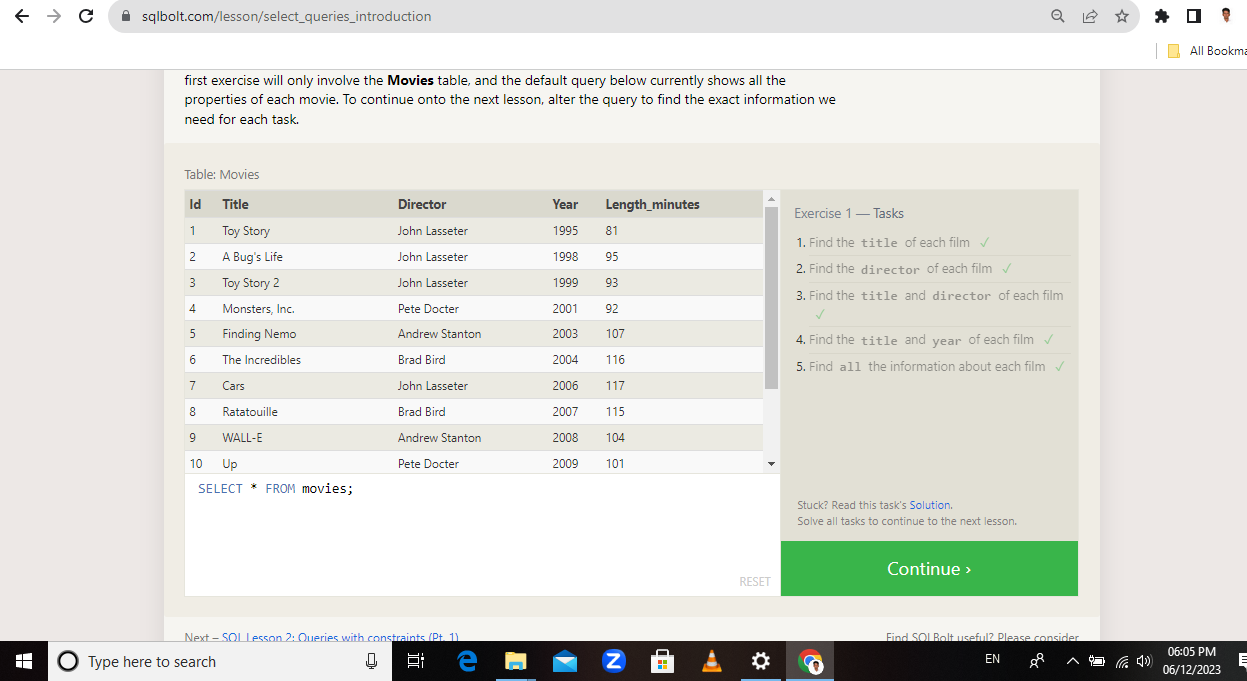 sqlbolt.com/lesson/select_queries_introduction
All Bookma
first exercise will only involve the Movies table, and the default query below currently shows all the
properties of each movie. To continue onto the next lesson, alter the query to find the exact information we
need for each task.
Table: Movies
Id Title Director Year Length_minutes
1 Toy Story John Lasseter 1995 81
2 A Bug's Life John Lasseter 1998 95
3 Toy Story 2 John Lasseter 1999 93
4 Monsters, Inc. Pete Docter 2001 92
5 Finding Nemo Andrew Stanton 2003 107
6 The Incredibles Brad Bird 2004 116
7 Cars John Lasseter 2006 117
8 Ratatouille Brad Bird 2007 115
9 WALL-E Andrew Stanton 2008 104
10 Up Pete Docter 2009 101
SELECT * FROM movies;
RESET
Exercise 1 — Tasks
1. Find the title of each film ✓
2. Find the director of each film ✓
3. Find the title and director of each film
✓
4. Find the title and year of each film ✓
5. Find all the information about each film ✓
Stuck? Read this task's Solution.
Solve all tasks to continue to the next lesson.
Continue ›
Next – SQL Lesson 2: Queries with constraints (Pt. 1)
Find SQLBolt useful? Please consider
Type here to search
EN
06:05 PM
06/12/2023